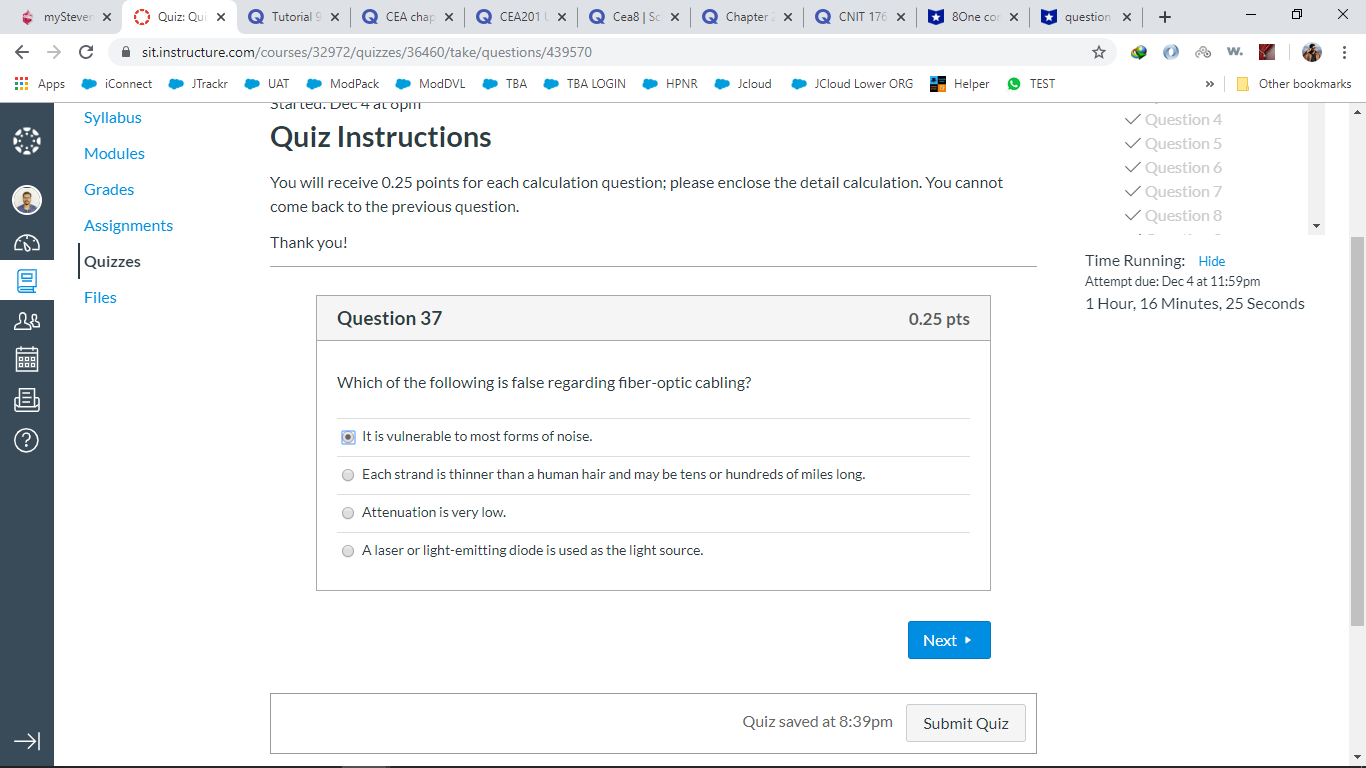 mySteven
Quiz: Qui
Tutorial 9
CEA chap
CEA201
Cea8 | Sc
Chapter
CNIT 176
8One cor
question
sit.instructure.com/courses/32972/quizzes/36460/take/questions/439570
W.
Apps
iConnect
JTrackr
UAT
ModPack
ModDVL
TBA
TBA LOGIN
HPNR
Jcloud
JCloud Lower ORG
Helper
TEST
»
Other bookmarks
Started: Dec 4 at 6pm
Syllabus
Modules
Grades
Assignments
Quizzes
Files
Quiz Instructions
You will receive 0.25 points for each calculation question; please enclose the detail calculation. You cannot
come back to the previous question.
Thank you!
Question 4
Question 5
Question 6
Question 7
Question 8
Time Running: Hide
Attempt due: Dec 4 at 11:59pm
1 Hour, 16 Minutes, 25 Seconds
Question 37
0.25 pts
Which of the following is false regarding fiber-optic cabling?
It is vulnerable to most forms of noise.
Each strand is thinner than a human hair and may be tens or hundreds of miles long.
Attenuation is very low.
A laser or light-emitting diode is used as the light source.
Next
Quiz saved at 8:39pm
Submit Quiz